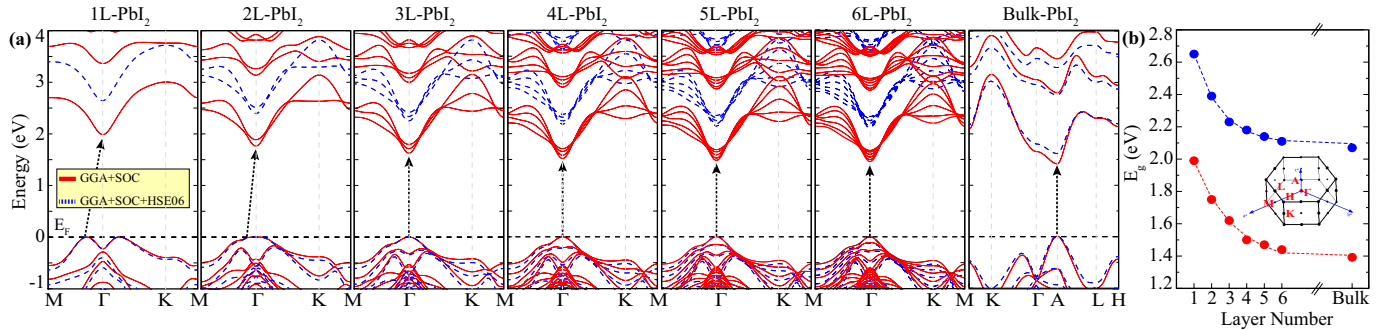 1L-PbI2 2L-PbI2 3L-PbI2 4L-PbI2 5L-PbI2 6L-PbI2 Bulk-PbI2
(a)
Energy (eV)
4
3
2
1
0
-1
GGA+SOC
GGA+SOC+HSE06
EF
M Γ K M Γ K M Γ K M Γ K M Γ K M Γ K M K Γ A L H
(b)
Eg (eV)
2.8
2.6
2.4
2.2
2.0
1.8
1.6
1.4
1.2
A
L
Γ
H
M
K
1 2 3 4 5 6 Bulk
Layer Number